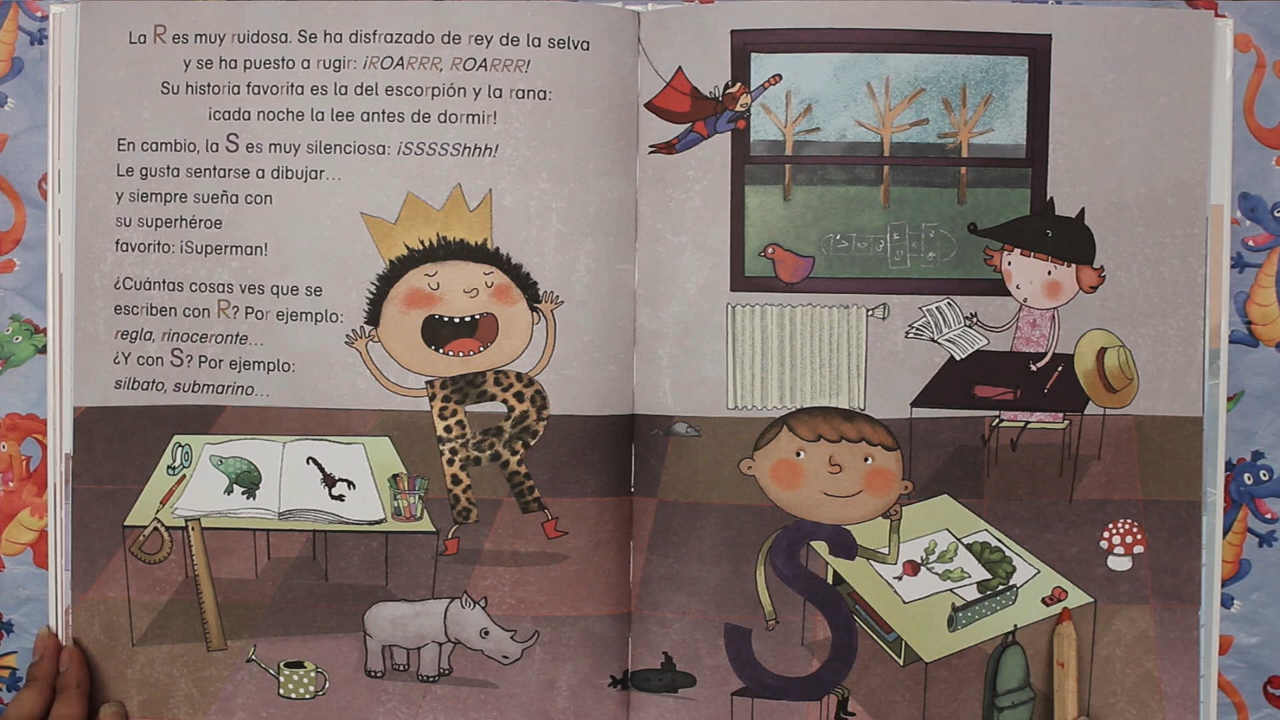 La R es muy ruidosa. Se ha disfrazado de rey de la selva
y se ha puesto a rugir: ¡ROARRR, ROARRR!
Su historia favorita es la del escorpión y la rana:
¡cada noche la lee antes de dormir!
En cambio, la S es muy silenciosa: ¡SSSSShhh!
Le gusta sentarse a dibujar...
y siempre sueña con
su superhéroe
favorito: ¡Superman!
¿Cuántas cosas ves que se
escriben con R? Por ejemplo:
regla, rinoceronte...
¿Y con S? Por ejemplo:
silbato, submarino...